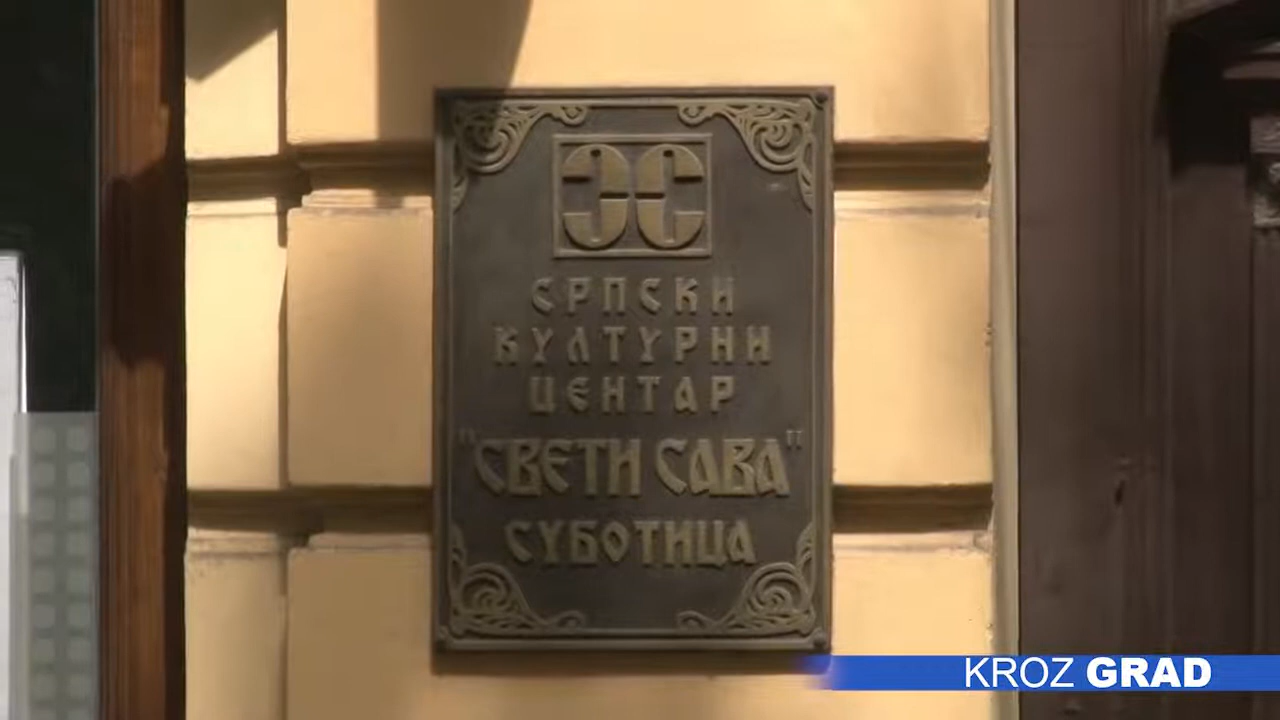 ЭС
СРПСКИ
КУЛТУРНИ
ЦЕНТАР
"СВЕТИ САВА"
СУБОТИЦА
KROZ GRAD